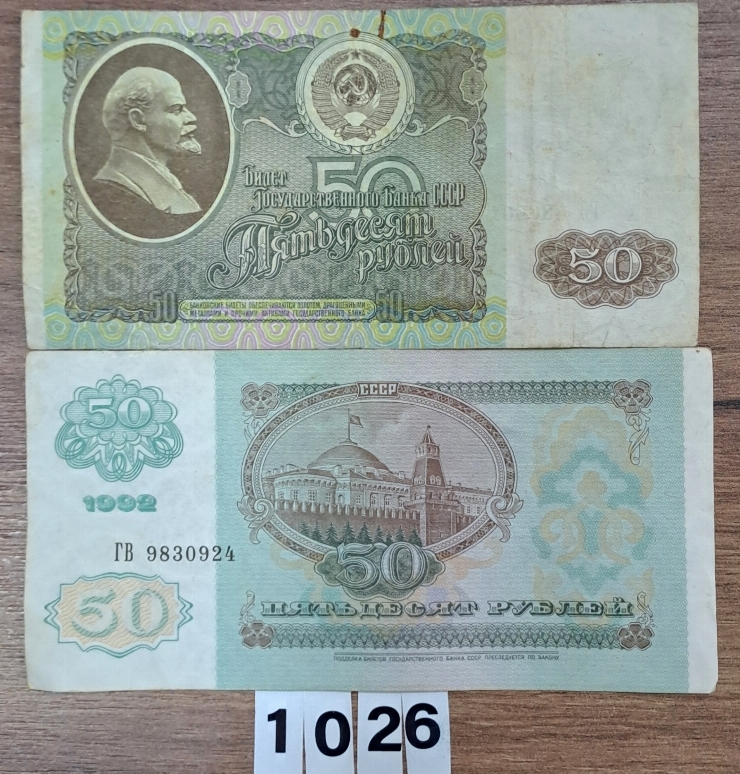 50
Билет
Государственного Банка СССР
Пятьдесят
рублей
50
50
БАНКОВСКИЕ БИЛЕТЫ ОБЕСПЕЧИВАЮТСЯ ЗОЛОТОМ, ДРАГОЦЕННЫМИ
МЕТАЛЛАМИ И ПРОЧИМИ АКТИВАМИ ГОСУДАРСТВЕННОГО БАНКА
50
50
1992
ГВ 9830924
50
СССР
50
ПЯТЬДЕСЯТ РУБЛЕЙ
ПОДДЕЛКА БИЛЕТОВ ГОСУДАРСТВЕННОГО БАНКА СССР ПРЕСЛЕДУЕТСЯ ПО ЗАКОНУ
1026